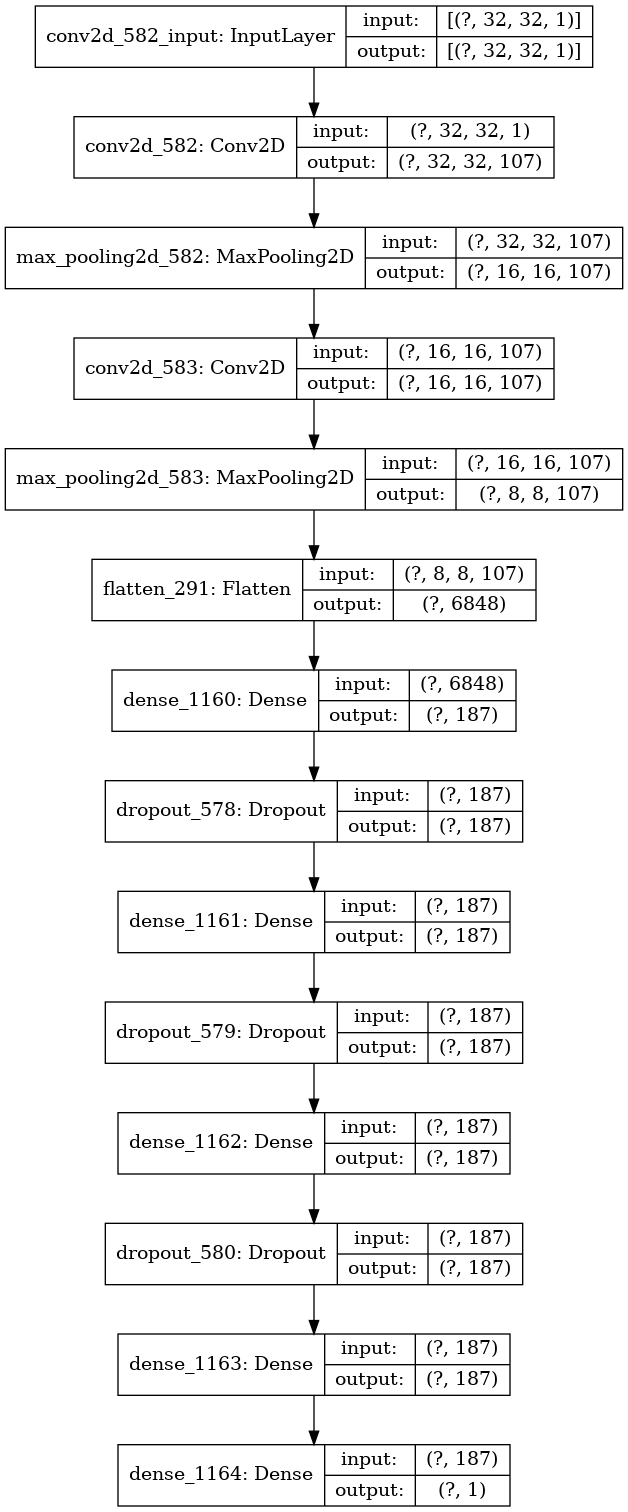 conv2d_582_input: InputLayer
input: [(?, 32, 32, 1)]
output: [(?, 32, 32, 1)]
conv2d_582: Conv2D
input: (?, 32, 32, 1)
output: (?, 32, 32, 107)
max_pooling2d_582: MaxPooling2D
input: (?, 32, 32, 107)
output: (?, 16, 16, 107)
conv2d_583: Conv2D
input: (?, 16, 16, 107)
output: (?, 16, 16, 107)
max_pooling2d_583: MaxPooling2D
input: (?, 16, 16, 107)
output: (?, 8, 8, 107)
flatten_291: Flatten
input: (?, 8, 8, 107)
output: (?, 6848)
dense_1160: Dense
input: (?, 6848)
output: (?, 187)
dropout_578: Dropout
input: (?, 187)
output: (?, 187)
dense_1161: Dense
input: (?, 187)
output: (?, 187)
dropout_579: Dropout
input: (?, 187)
output: (?, 187)
dense_1162: Dense
input: (?, 187)
output: (?, 187)
dropout_580: Dropout
input: (?, 187)
output: (?, 187)
dense_1163: Dense
input: (?, 187)
output: (?, 187)
dense_1164: Dense
input: (?, 187)
output: (?, 1)